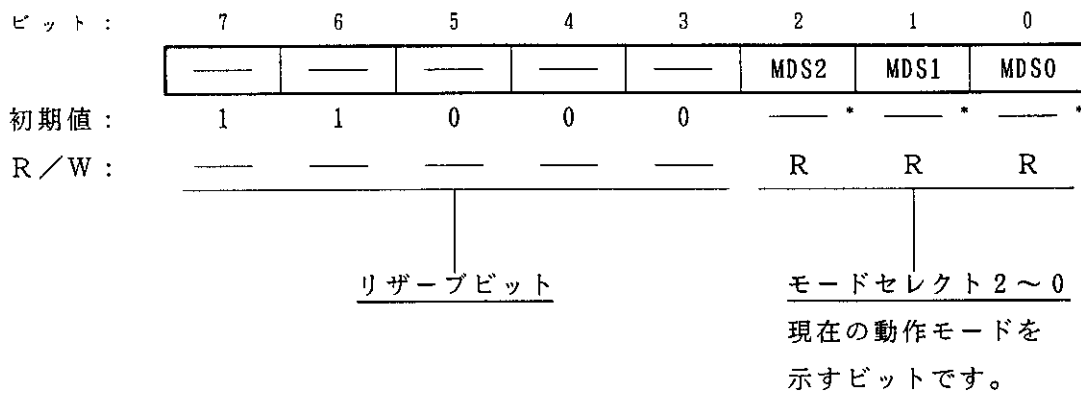 ビット： 7 6 5 4 3 2 1 0
— — — — — MDS2 MDS1 MDS0
初期値： 1 1 0 0 0 —* —* —*
R／W： — — — — — R R R
リザーブビット モードセレクト2～0
現在の動作モードを
示すビットです。